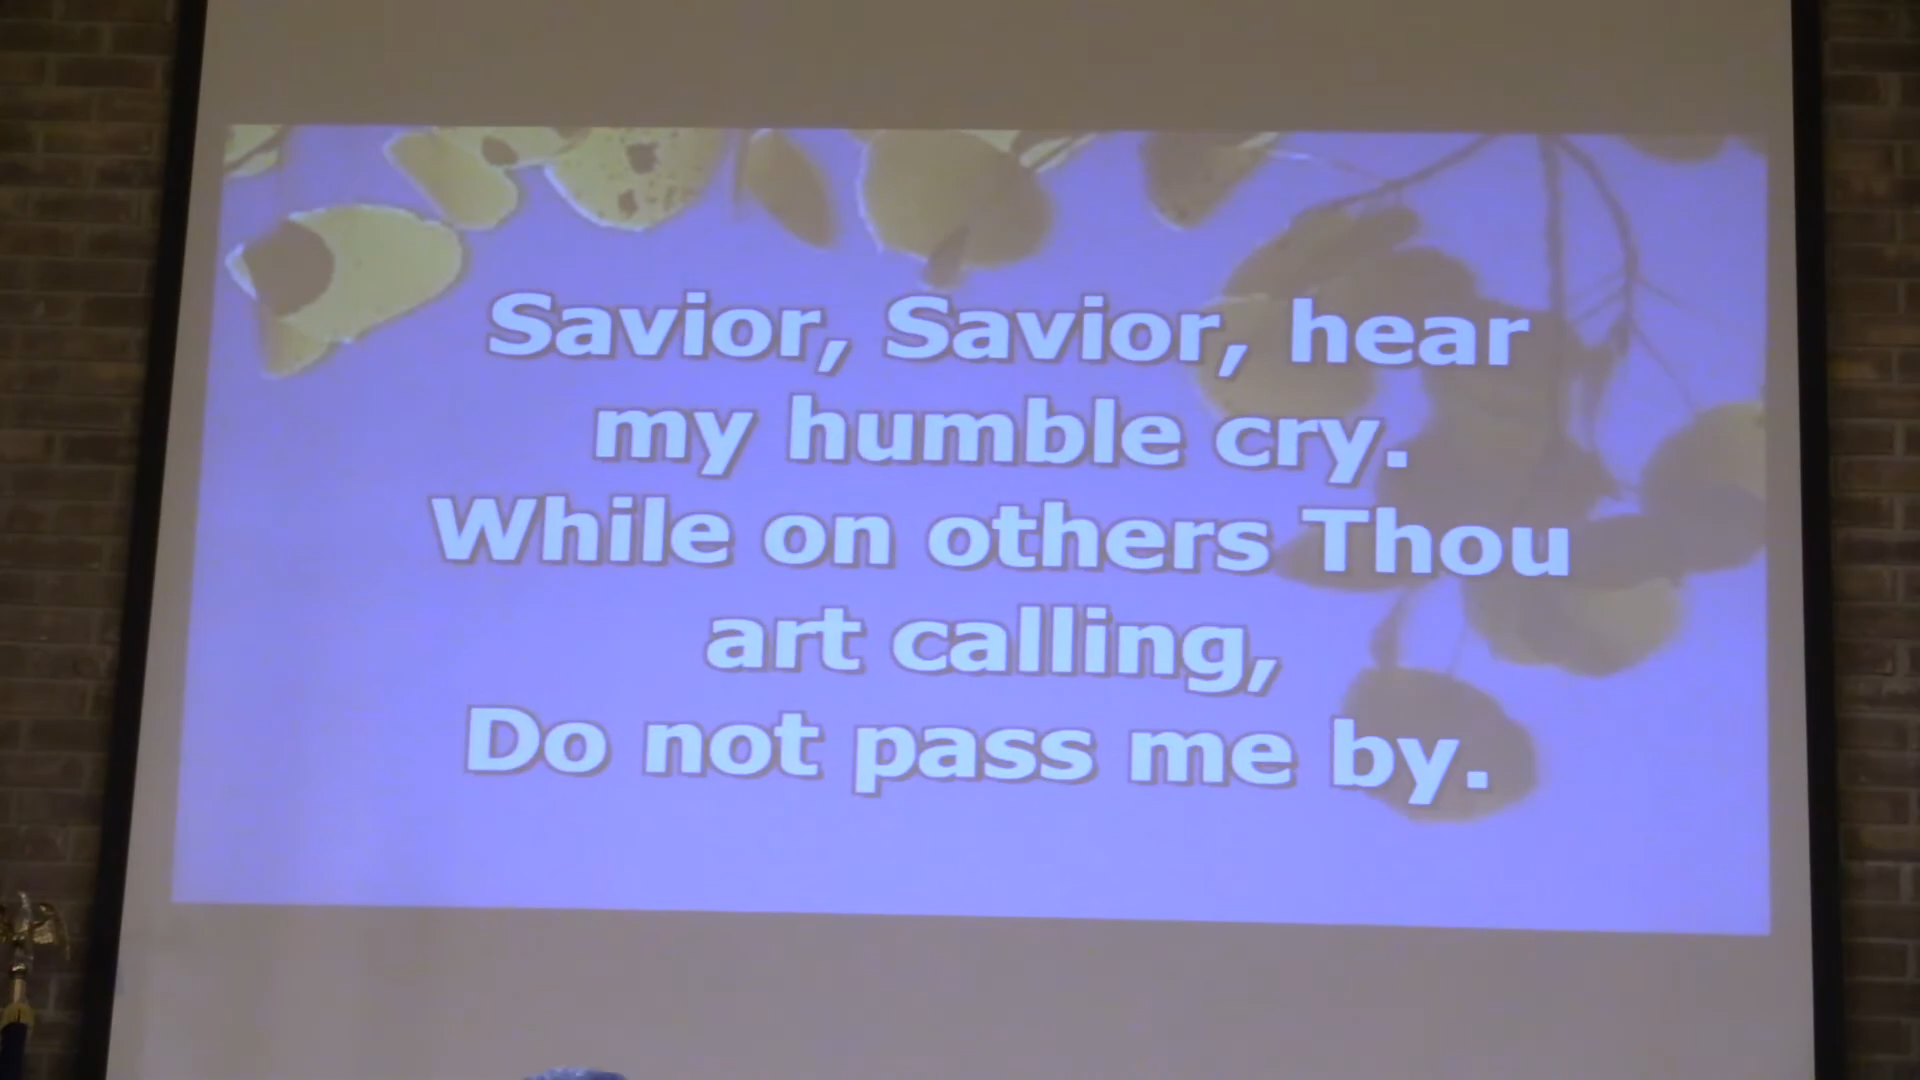 Savior, Savior, hear
my humble cry.
While on others Thou
art calling,
Do not pass me by.